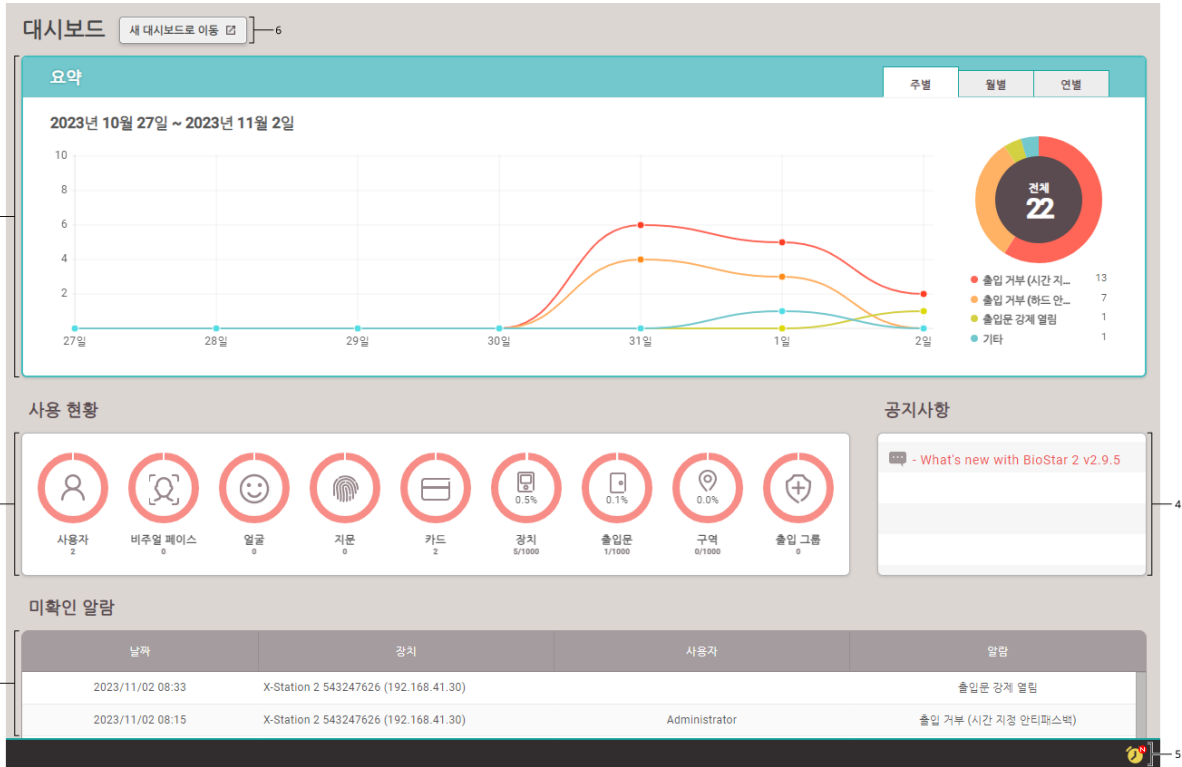 대시보드
새 대시보드로 이동
6
요약
주별
월별
연별
2023년 10월 27일 ~ 2023년 11월 2일
10
8
6
4
2
27일
28일
29일
30일
31일
1일
2일
전체
22
출입 거부 (시간 지...
13
출입 거부 (하드 안...
7
출입문 강제 열림
1
기타
1
사용 현황
공지사항
사용자
2
비주얼 페이스
0
얼굴
0
지문
0
카드
2
0.5%
장치
5/1000
0.1%
출입문
1/1000
0.0%
구역
0/1000
출입 그룹
0
- What's new with BioStar 2 v2.9.5
4
미확인 알람
날짜
장치
사용자
알람
2023/11/02 08:33
X-Station 2 543247626 (192.168.41.30)
출입문 강제 열림
2023/11/02 08:15
X-Station 2 543247626 (192.168.41.30)
Administrator
출입 거부 (시간 지정 안티패스백)
N
5